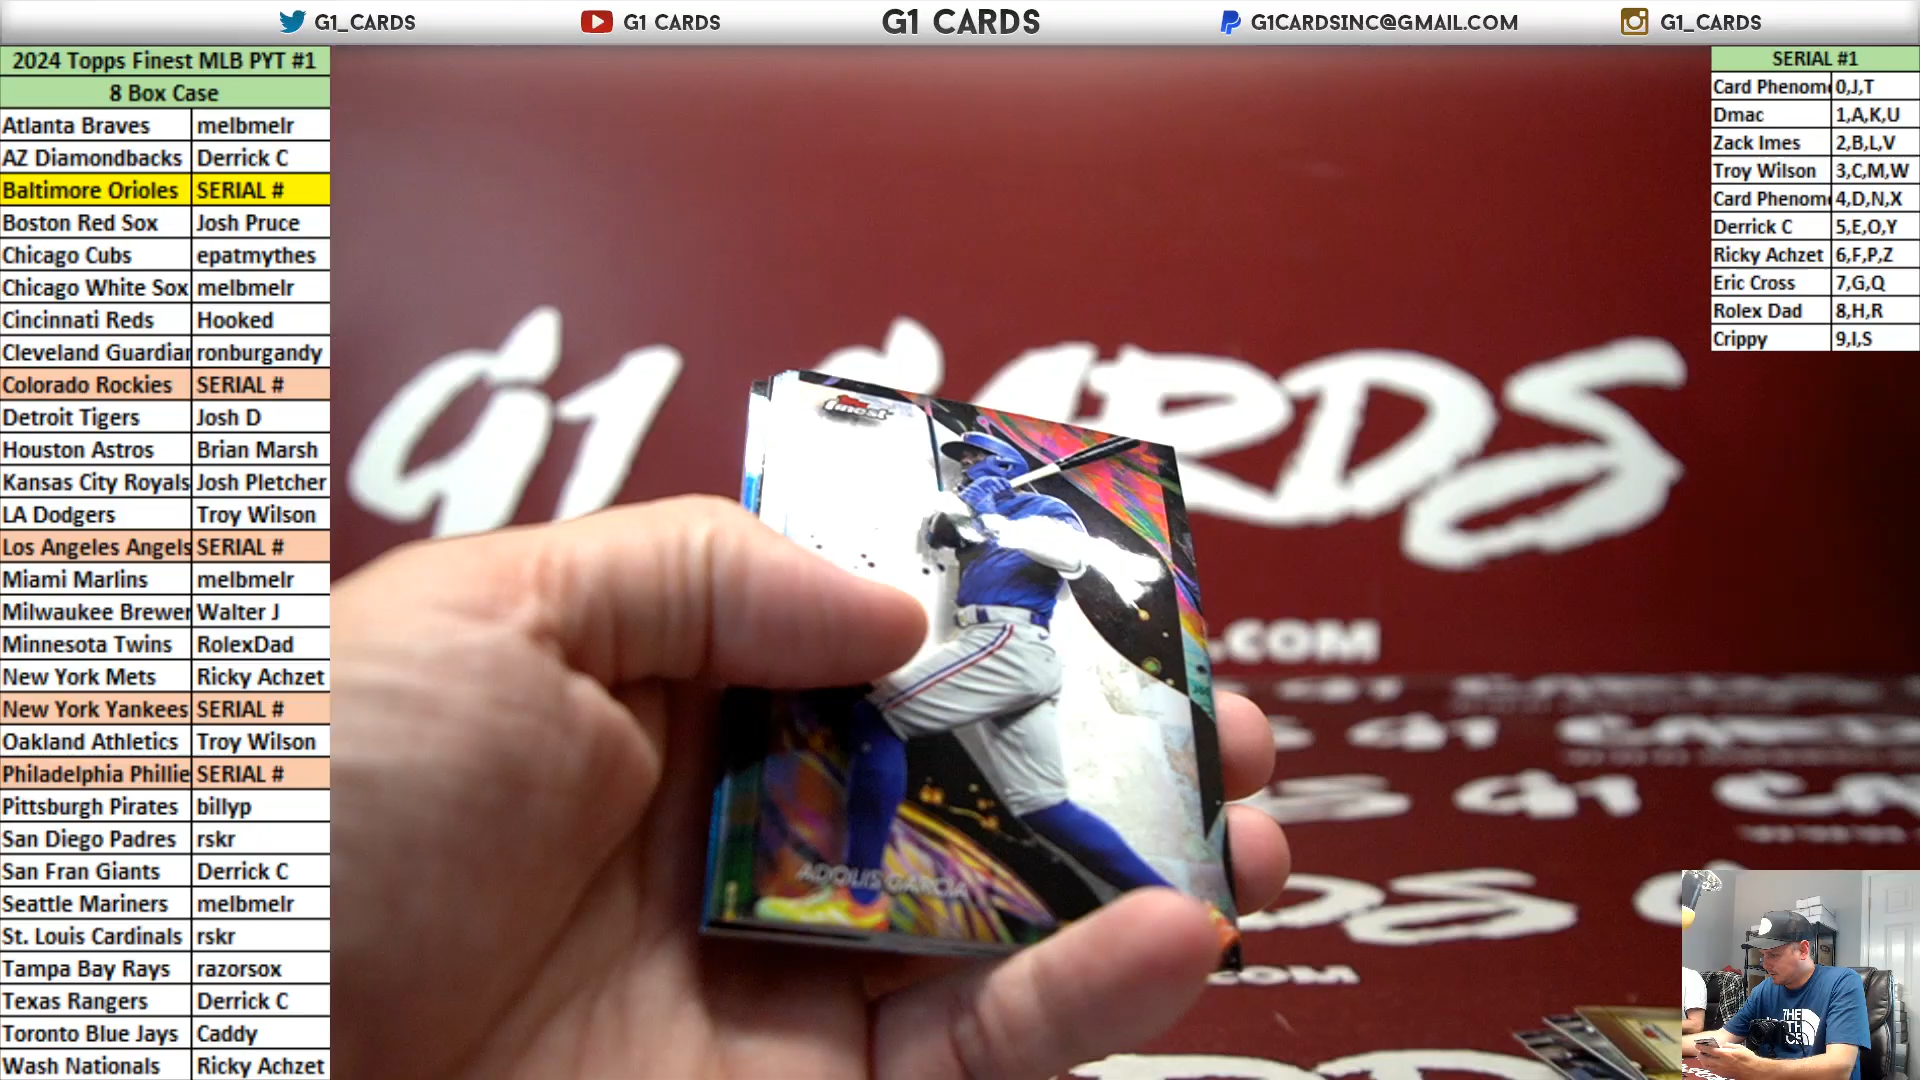 G1_CARDS G1 CARDS G1 CARDS G1CARDSINC@GMAIL.COM G1_CARDS
2024 Topps Finest MLB PYT #1
8 Box Case
Atlanta Braves melbmelr
AZ Diamondbacks Derrick C
Baltimore Orioles SERIAL #
Boston Red Sox Josh Pruce
Chicago Cubs epatmythes
Chicago White Sox melbmelr
Cincinnati Reds Hooked
Cleveland Guardian ronburgandy
Colorado Rockies SERIAL #
Detroit Tigers Josh D
Houston Astros Brian Marsh
Kansas City Royals Josh Pletcher
LA Dodgers Troy Wilson
Los Angeles Angels SERIAL #
Miami Marlins melbmelr
Milwaukee Brewer Walter J
Minnesota Twins RolexDad
New York Mets Ricky Achzet
New York Yankees SERIAL #
Oakland Athletics Troy Wilson
Philadelphia Phillie SERIAL #
Pittsburgh Pirates billyp
San Diego Padres rskr
San Fran Giants Derrick C
Seattle Mariners melbmelr
St. Louis Cardinals rskr
Tampa Bay Rays razorsox
Texas Rangers Derrick C
Toronto Blue Jays Caddy
Wash Nationals Ricky Achzet
SERIAL #1
Card Phenom 0,J,T
Dmac 1,A,K,U
Zack Imes 2,B,L,V
Troy Wilson 3,C,M,W
Card Phenom 4,D,N,X
Derrick C 5,E,O,Y
Ricky Achzet 6,F,P,Z
Eric Cross 7,G,Q
Rolex Dad 8,H,R
Crippy 9,I,S
G1 CARDS
.COM
Topps
Finest
ADOLIS GARCIA
.COM
THE